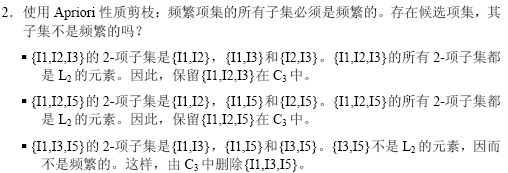 2. 使用 Apriori 性质剪枝：频繁项集的所有子集必须是频繁的。存在候选项集，其
子集不是频繁的吗？
▪ {I1,I2,I3}的 2-项子集是{I1,I2}，{I1,I3}和{I2,I3}。{I1,I2,I3}的所有 2-项子集都
是 L₂ 的元素。因此，保留{I1,I2,I3}在 C₃ 中。
▪ {I1,I2,I5}的 2-项子集是{I1,I2}，{I1,I5}和{I2,I5}。{I1,I2,I5}的所有 2-项子集都
是 L₂ 的元素。因此，保留{I1,I2,I5}在 C₃ 中。
▪ {I1,I3,I5}的 2-项子集是{I1,I3}，{I1,I5}和{I3,I5}。{I3,I5}不是 L₂ 的元素，因而
不是频繁的。这样，由 C₃ 中删除{I1,I3,I5}。